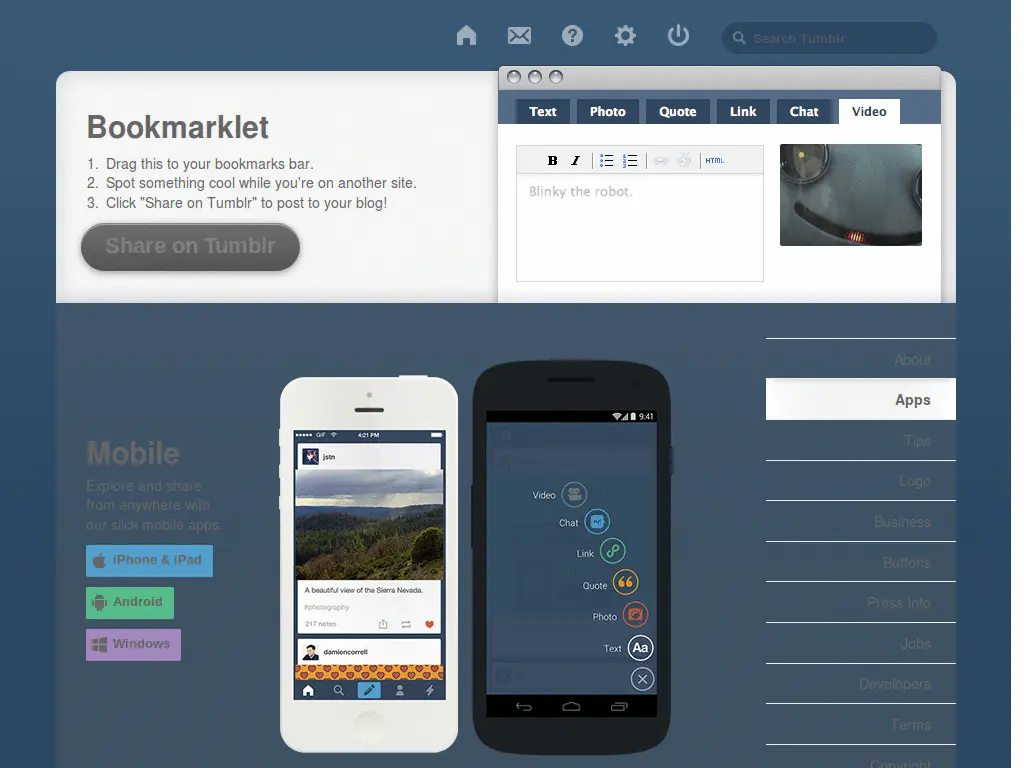 Search Tumblr
Bookmarklet
1. Drag this to your bookmarks bar.
2. Spot something cool while you're on another site.
3. Click "Share on Tumblr" to post to your blog!
Share on Tumblr
Text Photo Quote Link Chat Video
B I HTML
Blinky the robot.
Mobile
Explore and share
from anywhere with
our slick mobile apps.
iPhone & iPad
Android
Windows
GIF 4:21 PM
jstn
A beautiful view of the Sierra Nevada.
#photography
217 notes
damiencorrell
9:41
Video
Chat
Link
Quote
Photo
Text Aa
About
Apps
Tips
Logo
Business
Buttons
Press Info
Jobs
Developers
Terms
Copyright